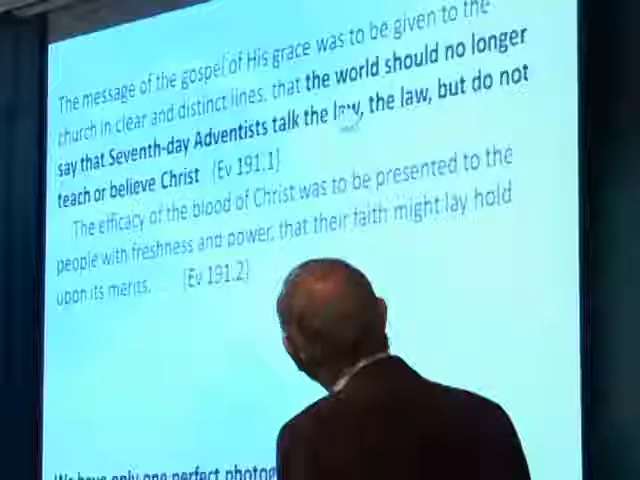 The message of the gospel of His grace was to be given to the
church in clear and distinct lines, that the world should no longer
say that Seventh-day Adventists talk the law, the law, but do not
teach or believe Christ {Ev 191.1}
The efficacy of the blood of Christ was to be presented to the
people with freshness and power, that their faith might lay hold
upon its merits. {Ev 191.2}
We have only one perfect photog